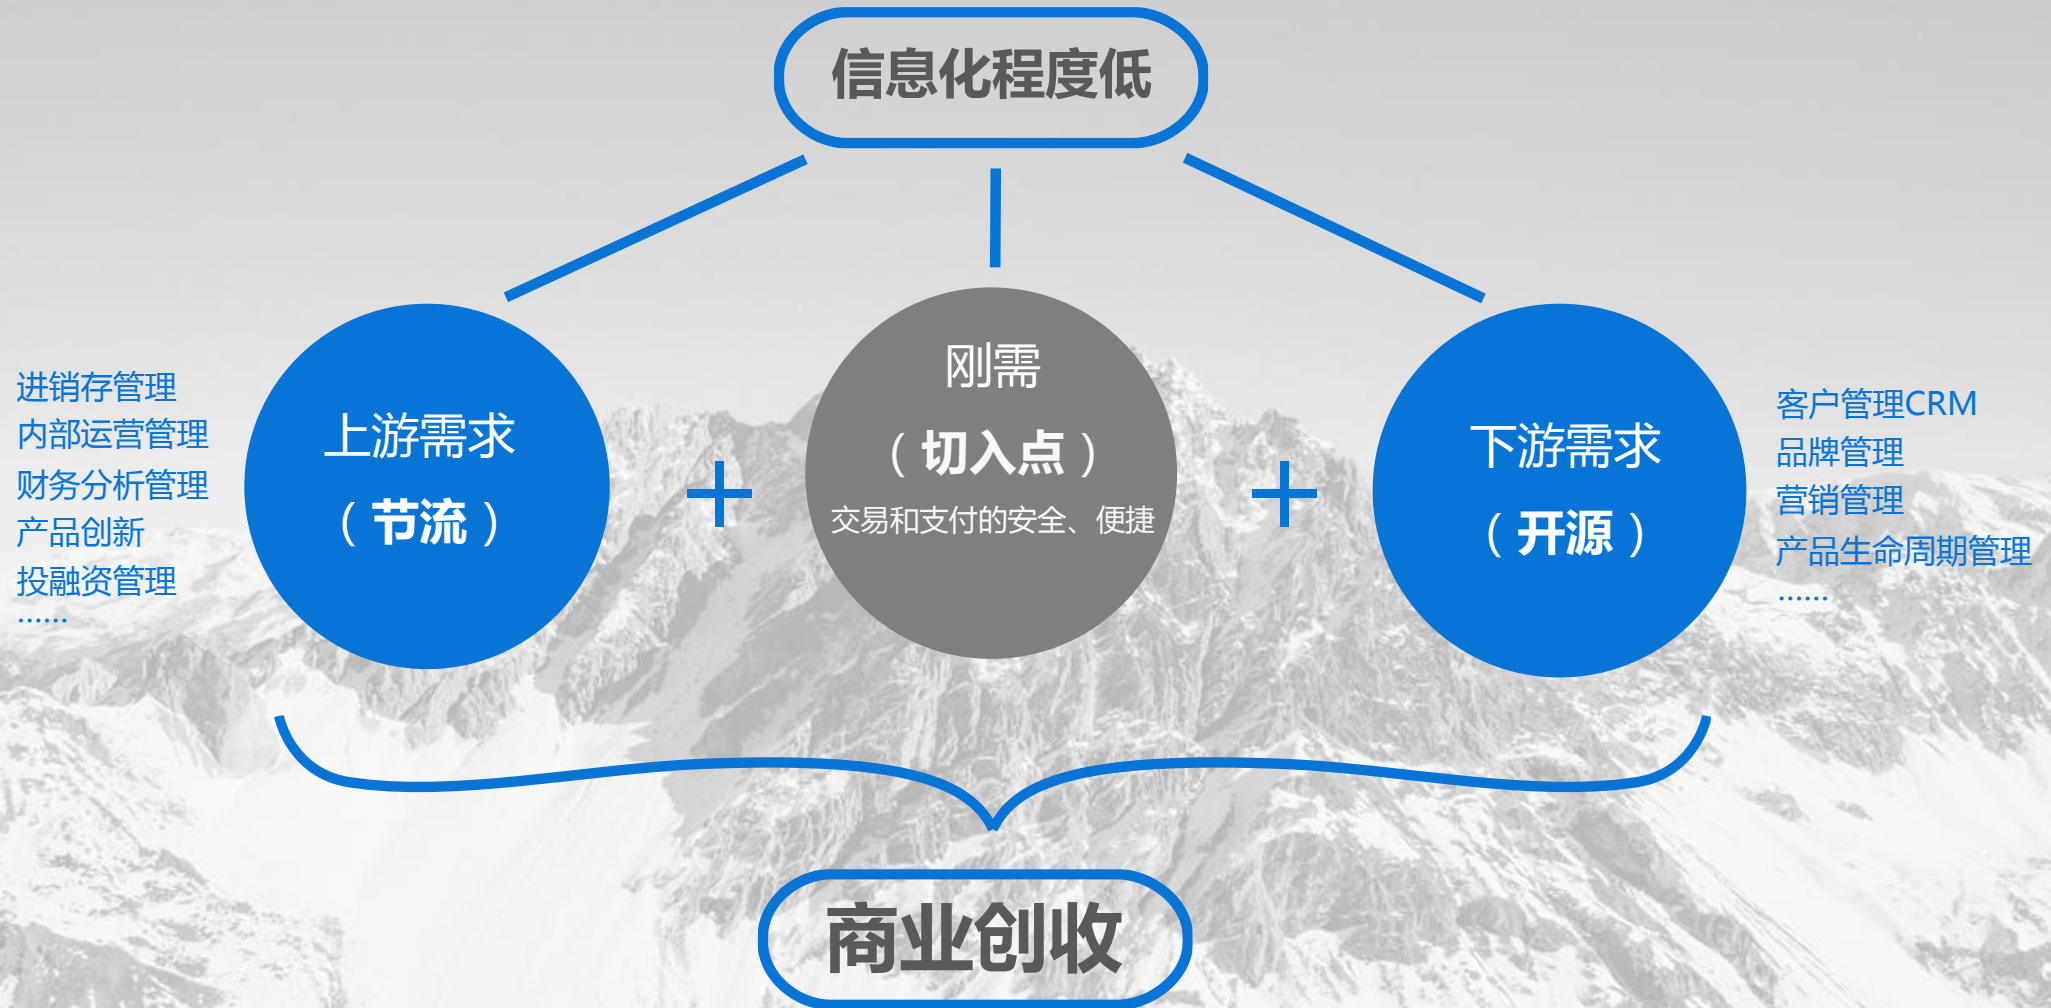 信息化程度低
进销存管理
内部运营管理
财务分析管理
产品创新
投融资管理
……
上游需求
（节流）
+
刚需
（切入点）
交易和支付的安全、便捷
+
下游需求
（开源）
客户管理CRM
品牌管理
营销管理
产品生命周期管理
……
商业创收